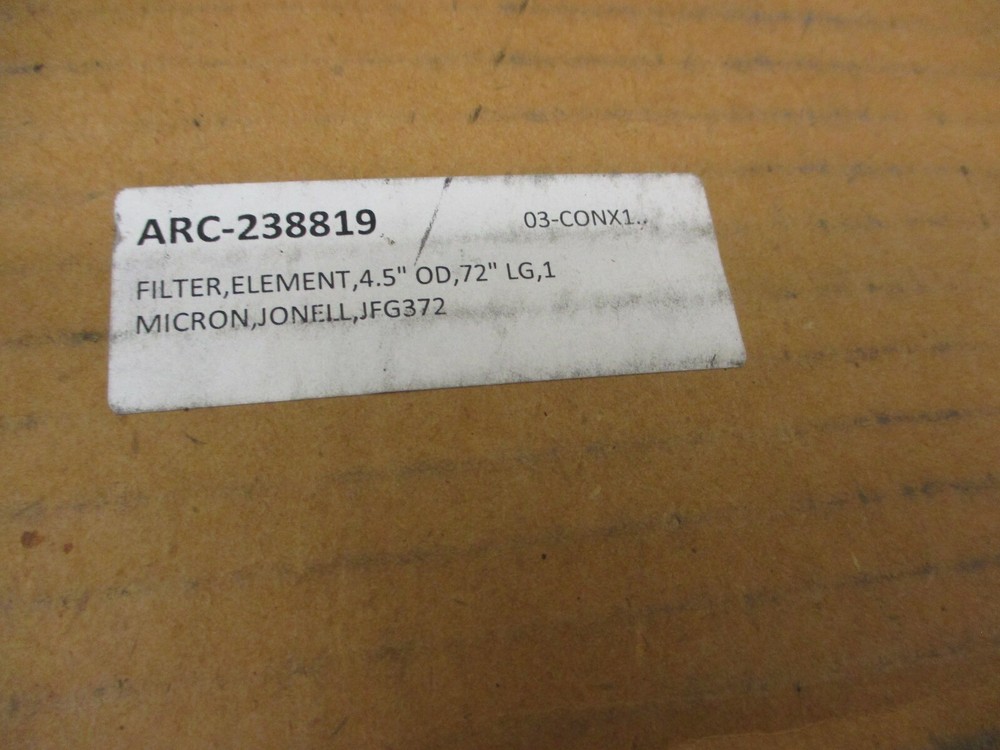 ARC-238819 03-CONX1..
FILTER,ELEMENT,4.5" OD,72" LG,1
MICRON,JONELL,JFG372